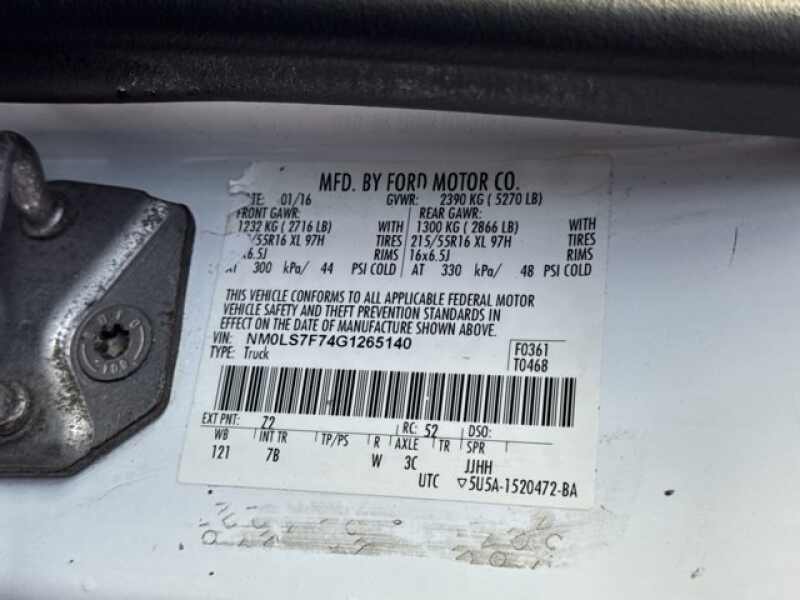 MFD. BY FORD MOTOR CO.
01/16 GVWR: 2390 KG ( 5270 LB)
FRONT GAWR: REAR GAWR:
1232 KG ( 2716 LB) WITH 1300 KG ( 2866 LB) WITH
/55R16 XL 97H TIRES 215/55R16 XL 97H TIRES
x6.5J RIMS 16x6.5J RIMS
300 kPa/ 44 PSI COLD AT 330 kPa/ 48 PSI COLD
THIS VEHICLE CONFORMS TO ALL APPLICABLE FEDERAL MOTOR
VEHICLE SAFETY AND THEFT PREVENTION STANDARDS IN
EFFECT ON THE DATE OF MANUFACTURE SHOWN ABOVE.
VIN: NM0LS7F74G1265140 F0361
TYPE: Truck T0468
EXT PNT: Z2 RC: 52 DSO:
WB INT TR TP/PS R AXLE TR SPR
121 7B W 3C JJHH
UTC ▽5U5A-1520472-BA